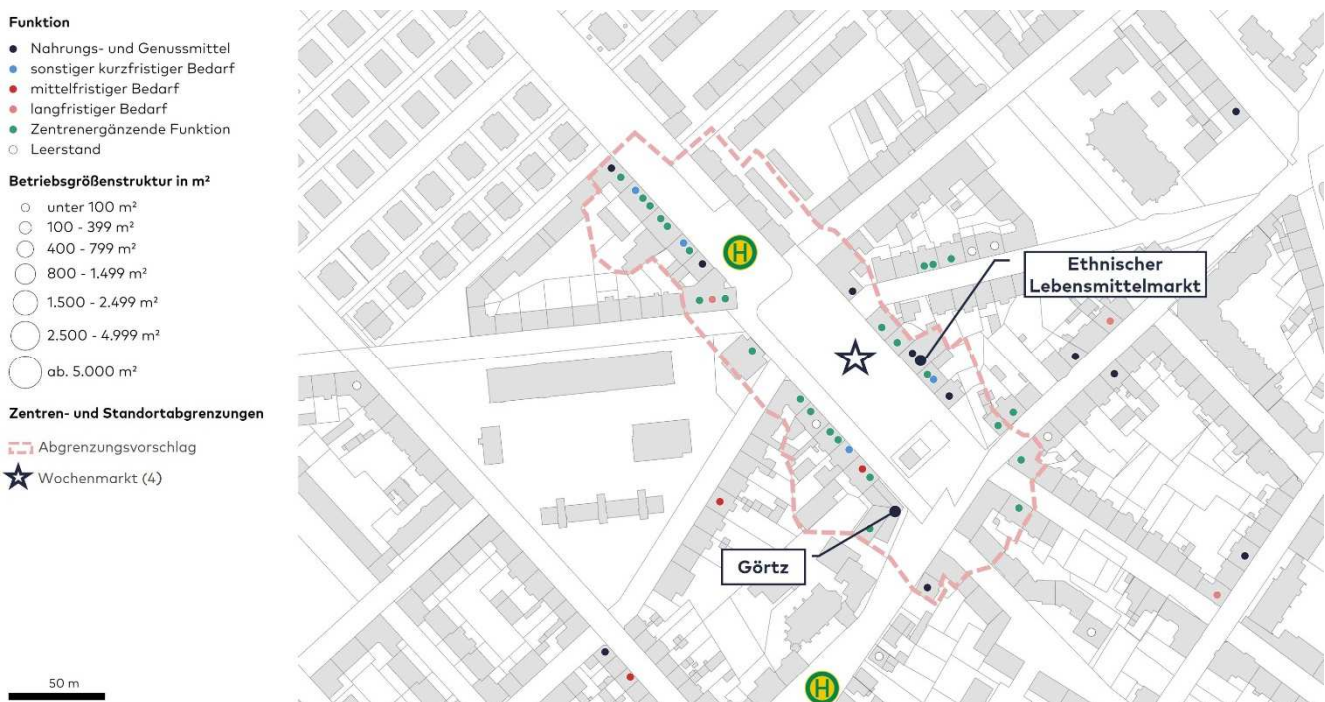 Funktion
Nahrungs- und Genussmittel
sonstiger kurzfristiger Bedarf
mittelfristiger Bedarf
langfristiger Bedarf
Zentrenergänzende Funktion
Leerstand
Betriebsgrößenstruktur in m²
unter 100 m²
100 - 399 m²
400 - 799 m²
800 - 1.499 m²
1.500 - 2.499 m²
2.500 - 4.999 m²
ab. 5.000 m²
Zentren- und Standortabgrenzungen
Abgrenzungsvorschlag
Wochenmarkt (4)
50 m
H
Ethnischer
Lebensmittelmarkt
Görtz
H